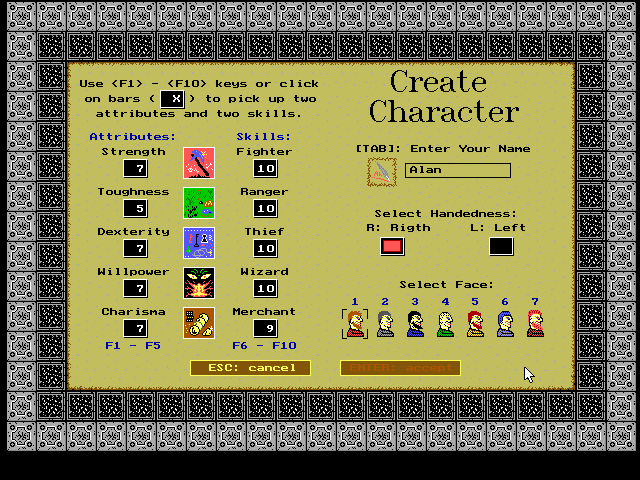 Use <F1> - <F10> keys or click
on bars ( X ) to pick up two
attributes and two skills.
Attributes: Skills:
Strength Fighter
7 10
Toughness Ranger
5 10
Dexterity Thief
7 10
Willpower Wizard
7 10
Charisma Merchant
7 9
F1 - F5 F6 - F10
ESC: cancel
Create
Character
[TAB]: Enter Your Name
Alan
Select Handedness:
R: Rigth L: Left
Select Face:
1 2 3 4 5 6 7
ENTER: accept